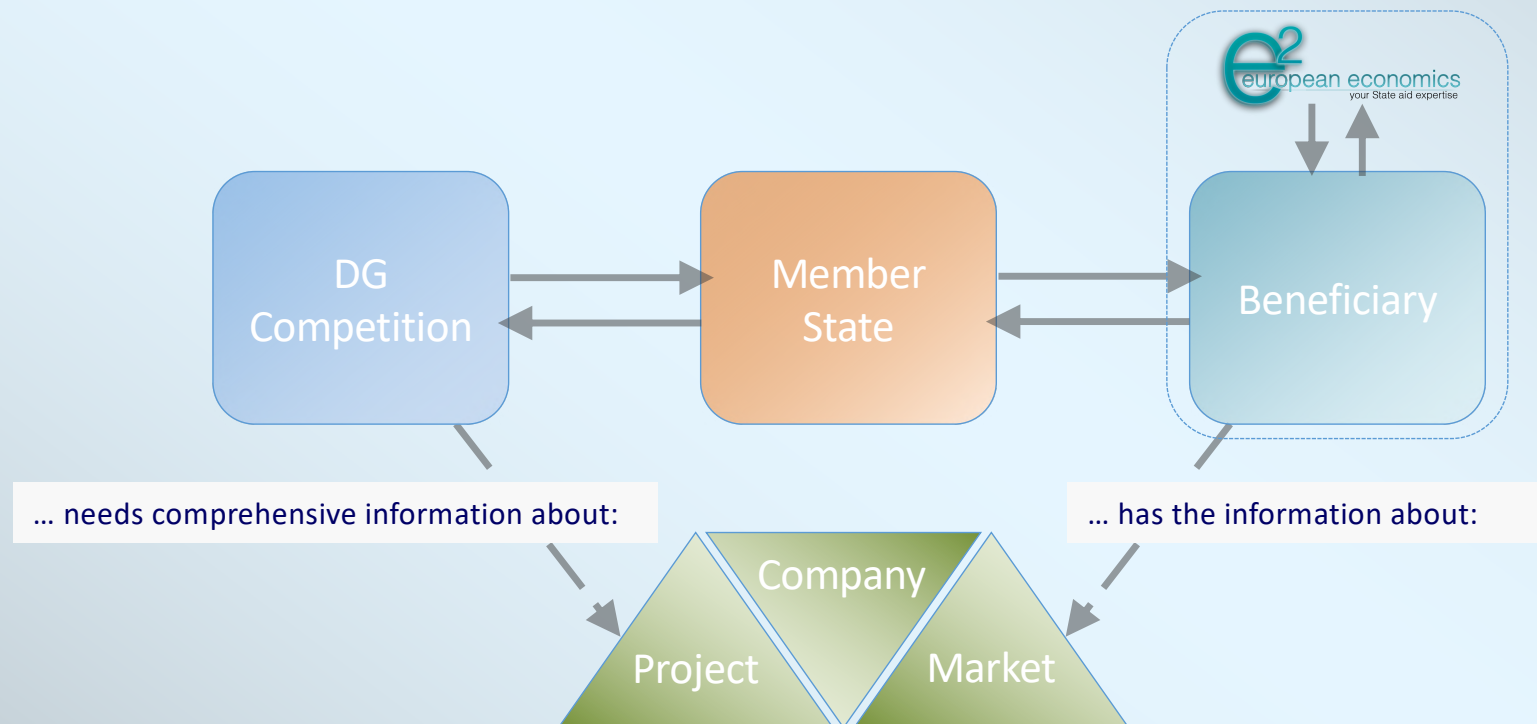 e2
european economics
your State aid expertise
DG
Competition
Member
State
Beneficiary
… needs comprehensive information about:
… has the information about:
Company
Project
Market